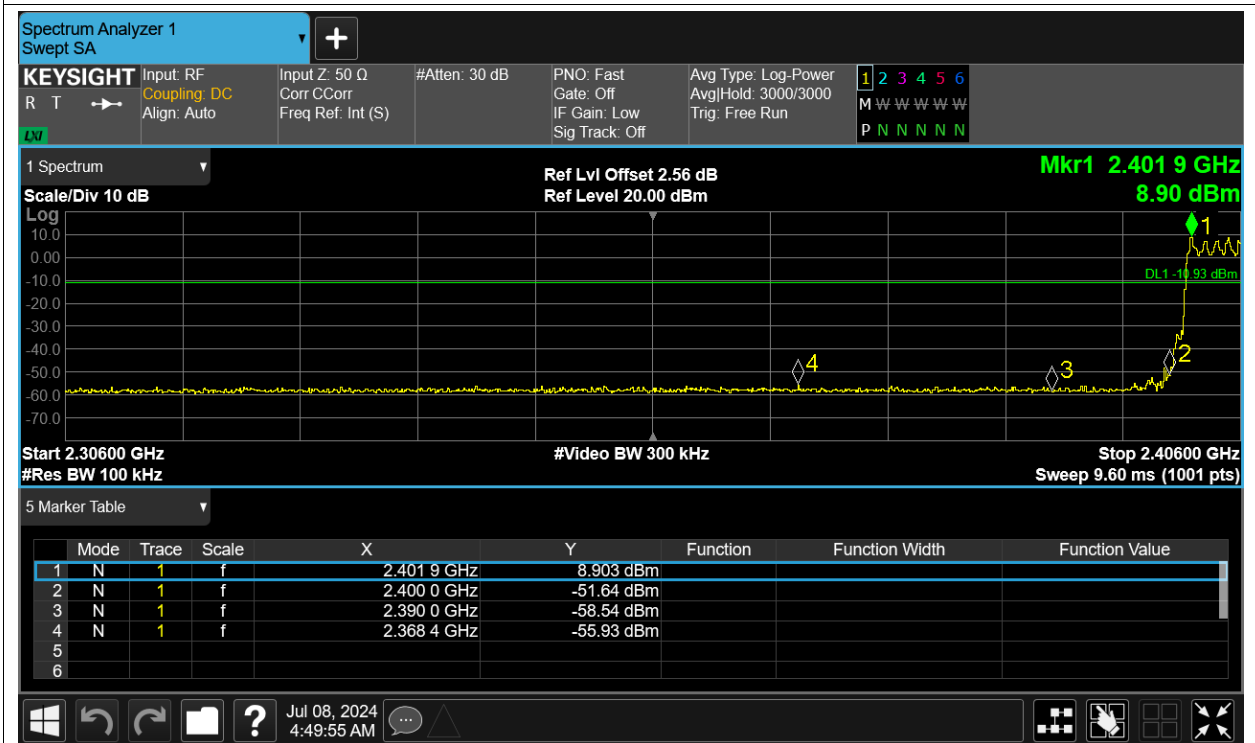 Spectrum Analyzer 1
Swept SA
+
KEYSIGHT Input: RF Input Z: 50 Ω #Atten: 30 dB PNO: Fast Avg Type: Log-Power 1 2 3 4 5 6
R T Coupling: DC Corr CCorr Gate: Off Avg|Hold: 3000/3000 M W W W W W
Align: Auto Freq Ref: Int (S) IF Gain: Low Trig: Free Run
LXI Sig Track: Off P N N N N N
1 Spectrum Ref Lvl Offset 2.56 dB Mkr1 2.401 9 GHz
Scale/Div 10 dB Ref Level 20.00 dBm 8.90 dBm
Log
1
10.0
0.00
DL1 -10.93 dBm
-10.0
-20.0
-30.0
-40.0
2
4
3
-50.0
-60.0
-70.0
Start 2.30600 GHz #Video BW 300 kHz Stop 2.40600 GHz
#Res BW 100 kHz Sweep 9.60 ms (1001 pts)
5 Marker Table
Mode Trace Scale X Y Function Function Width Function Value
1 N 1 f 2.401 9 GHz 8.903 dBm
2 N 1 f 2.400 0 GHz -51.64 dBm
3 N 1 f 2.390 0 GHz -58.54 dBm
4 N 1 f 2.368 4 GHz -55.93 dBm
5
6
? Jul 08, 2024
4:49:55 AM